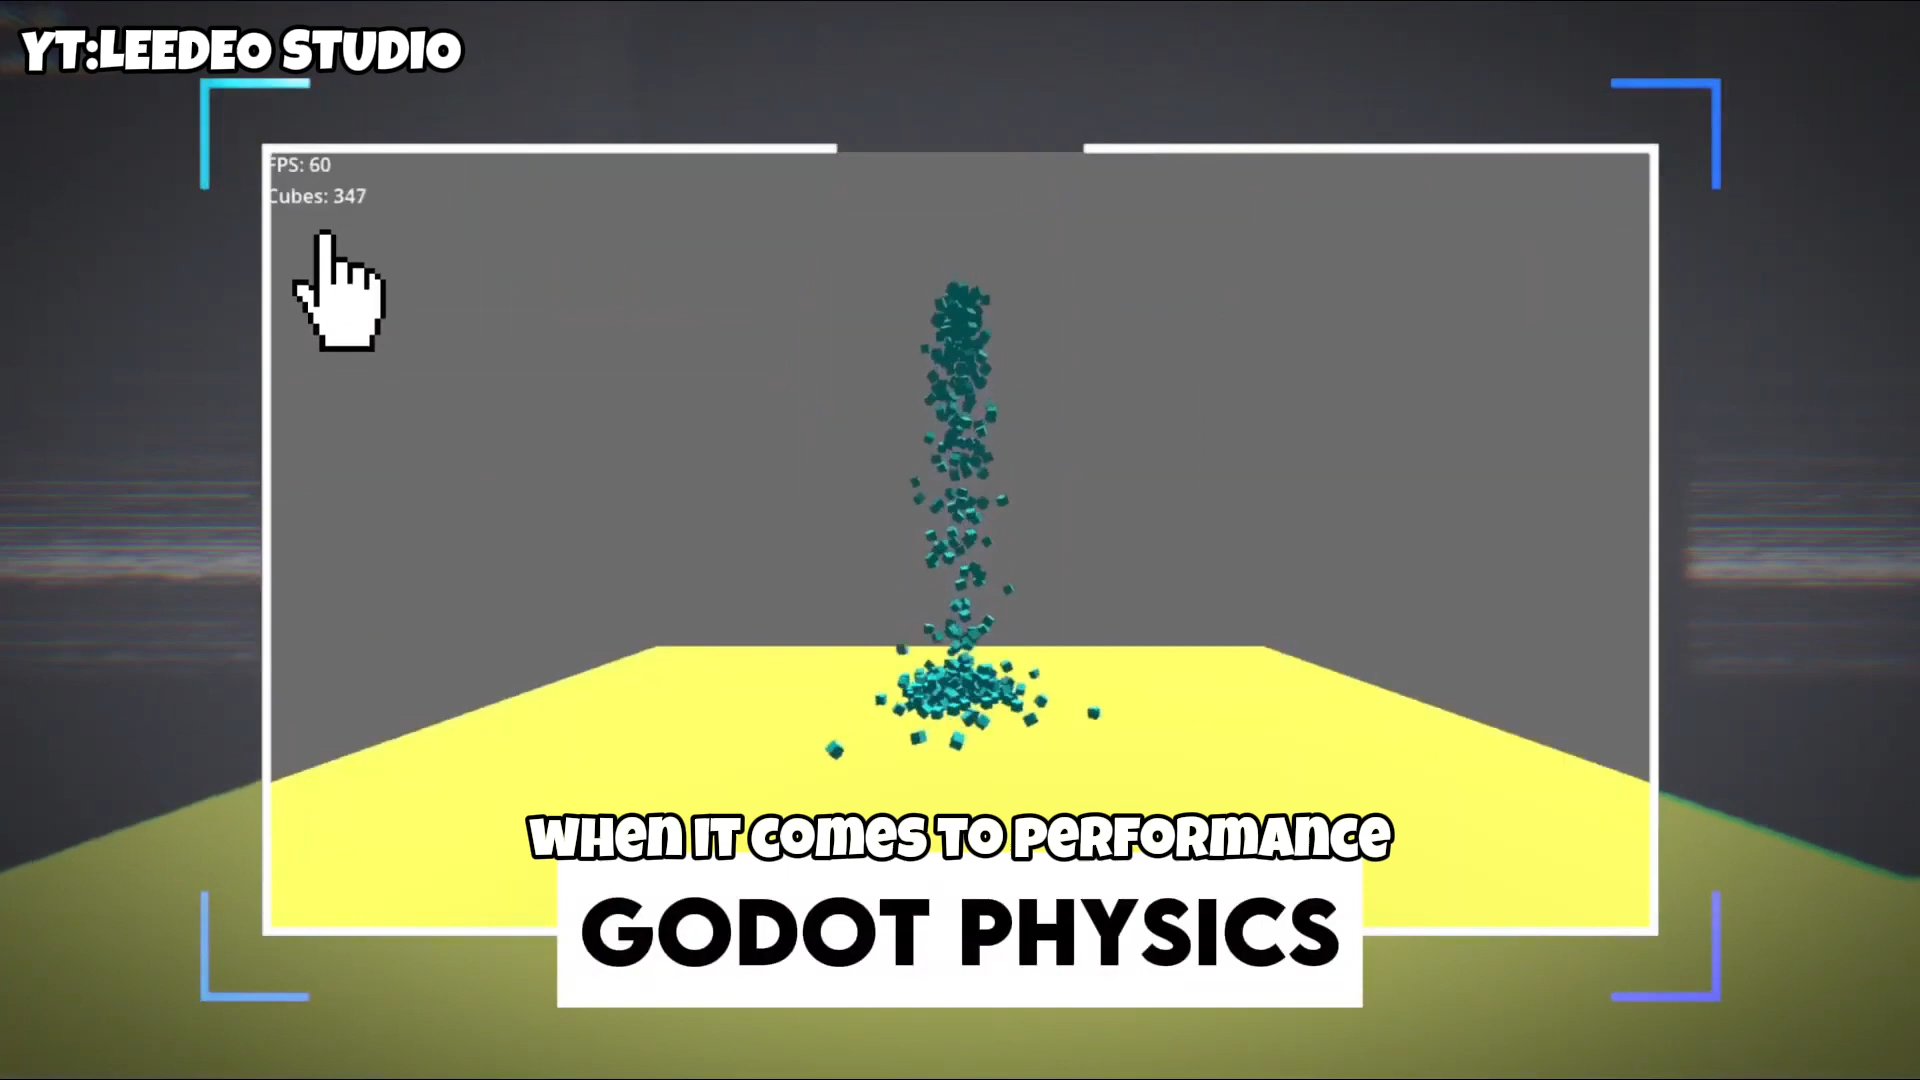 YT:LEEDEO STUDIO
FPS: 60
Cubes: 347
WHEN IT COMES TO PERFORMANCE
GODOT PHYSICS